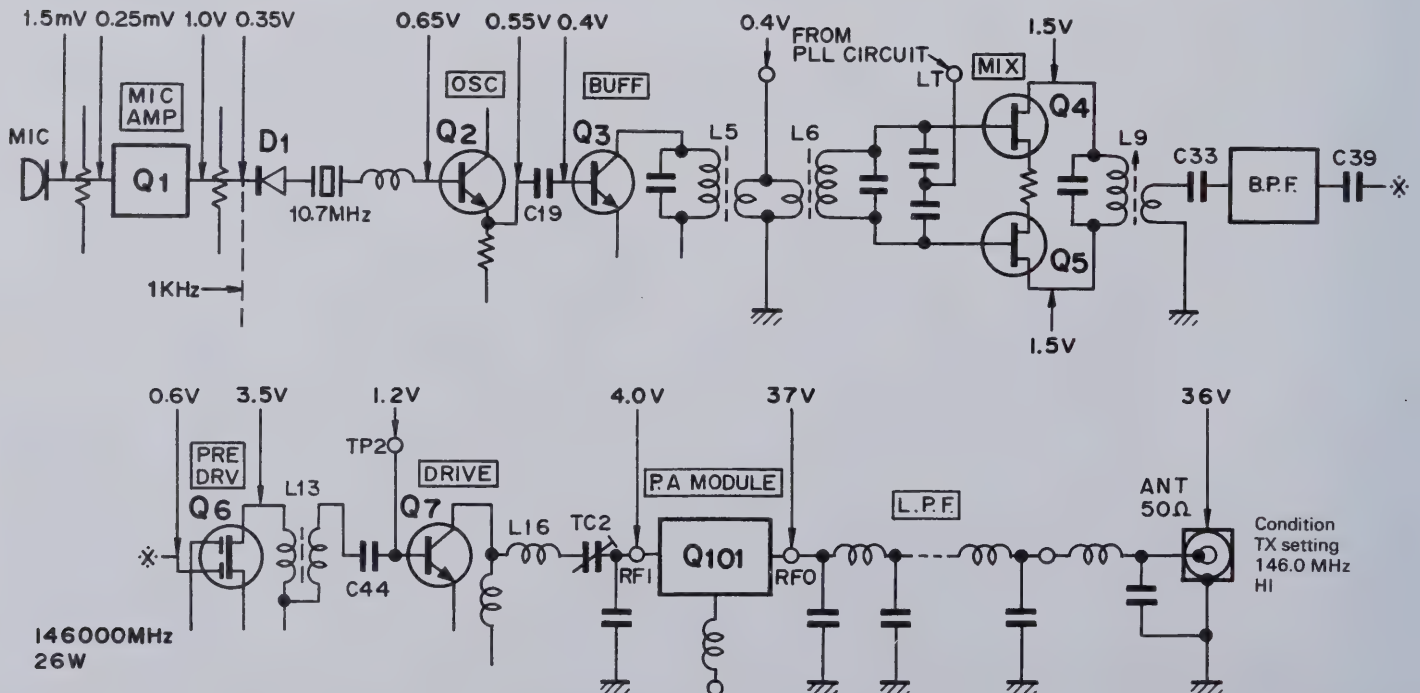 1.5mV 0.25mV 1.0V 0.35V 0.65V 0.55V 0.4V 0.4V FROM PLL CIRCUIT 1.5V
LT
MIC
MIC AMP
Q1
D1
10.7MHz
OSC
Q2
C19
BUFF
Q3
L5
L6
MIX
Q4
Q5
L9
C33
B.P.F.
C39
※
1KHz
1.5V
0.6V 3.5V 1.2V 4.0V 37V 36V
※
PRE DRV
Q6
L13
C44
TP2
DRIVE
Q7
L16
TC2
RFI
P.A MODULE
Q101
RFO
L.P.F.
ANT
50Ω
Condition
TX setting
146.0 MHz
HI
146000MHz
26W